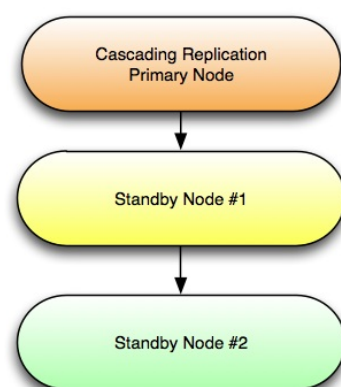 Cascading Replication
Primary Node
Standby Node #1
Standby Node #2